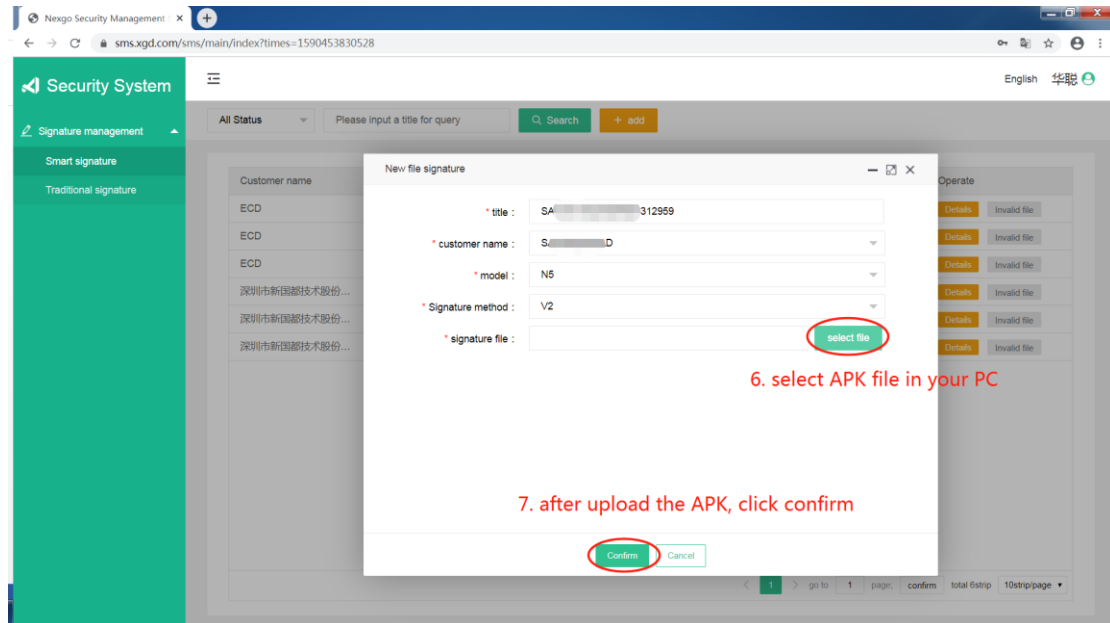 Nexgo Security Management
sms.xgd.com/sms/main/index?times=1590453830528
Security System
English 华聪
Signature management
Smart signature
Traditional signature
All Status
Please input a title for query
Search
+ add
New file signature
Customer name
Operate
ECD
Details Invalid file
ECD
Details Invalid file
ECD
Details Invalid file
深圳市新国都技术股份...
Details Invalid file
深圳市新国都技术股份...
Details Invalid file
深圳市新国都技术股份...
Details Invalid file
* title : SA 312959
* customer name : S D
* model : N5
* Signature method : V2
* signature file : select file
6. select APK file in your PC
7. after upload the APK, click confirm
Confirm Cancel
< 1 > go to 1 page, confirm total 6strip 10strip/page